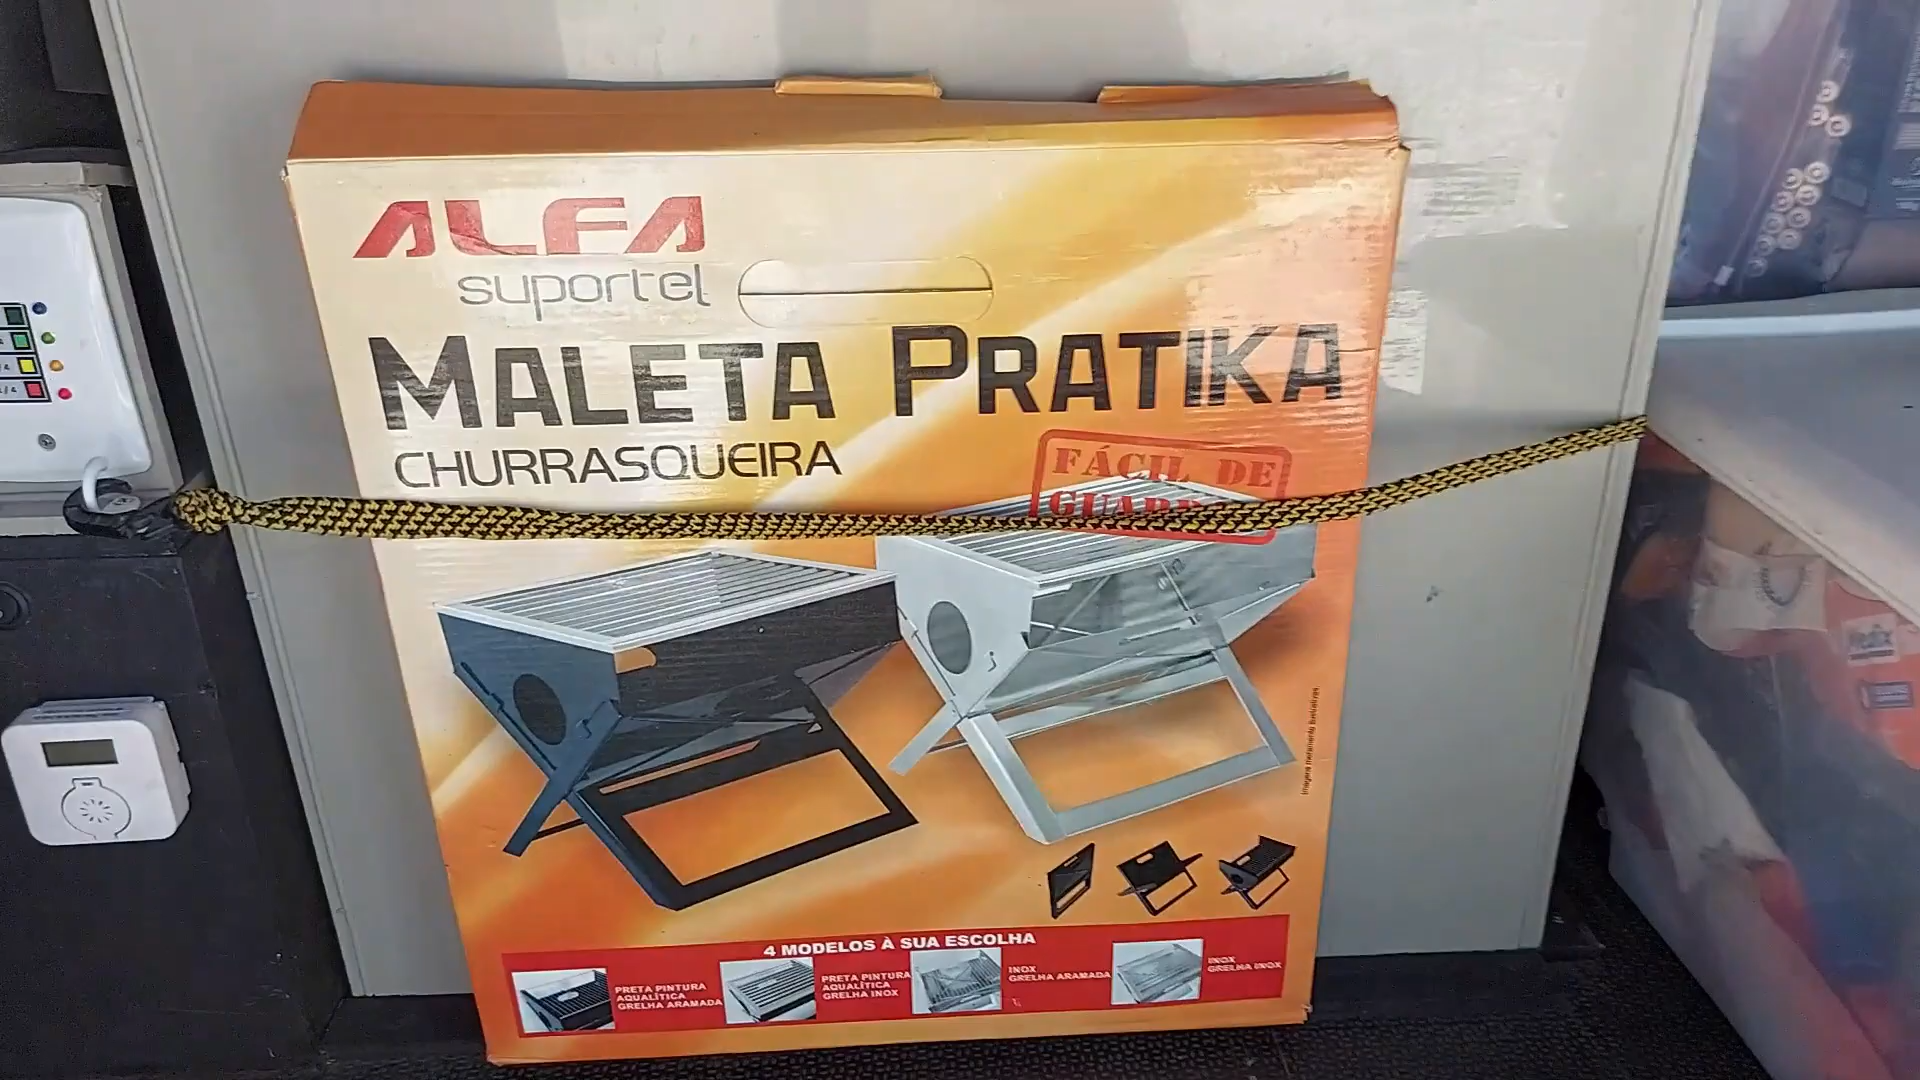 ALFA
suportel
MALETA PRATIKA
CHURRASQUEIRA
FÁCIL DE
4 MODELOS À SUA ESCOLHA
PRETA PINTURA
AQUALÍTICA
GRELHA ARAMADA
PRETA PINTURA
AQUALÍTICA
GRELHA INOX
INOX
GRELHA ARAMADA
INOX
GRELHA INOX